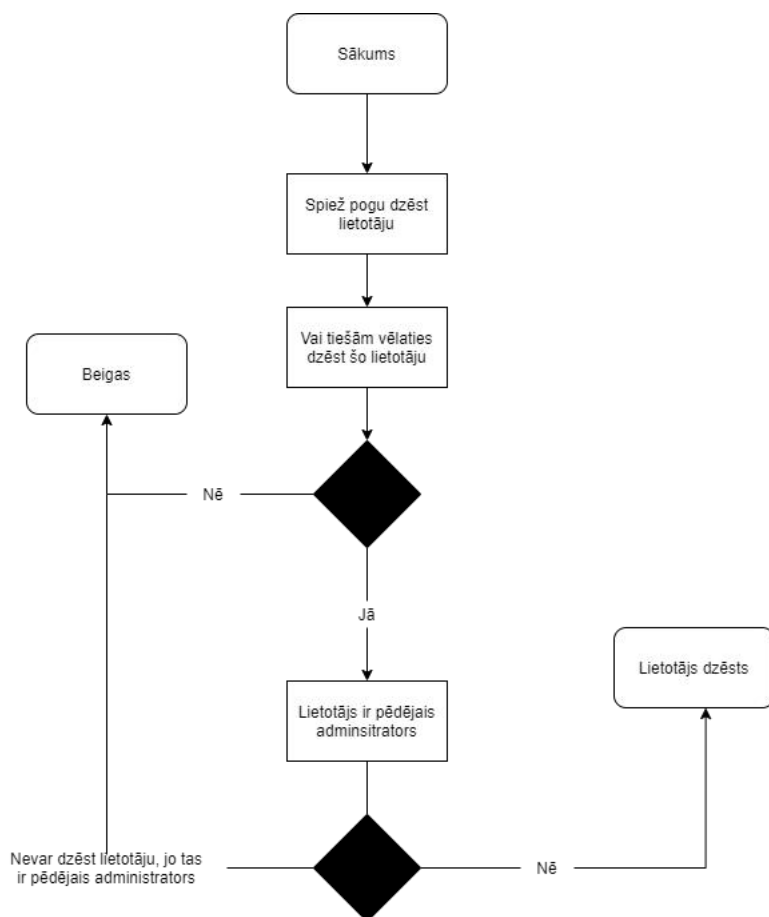 Sākums
Spiež pogu dzēst
lietotāju
Vai tiešām vēlaties
dzēst šo lietotāju
Beigas
Nē
Jā
Lietotājs dzēsts
Lietotājs ir pēdējais
adminsitrators
Nevar dzēst lietotāju, jo tas
ir pēdējais administrators
Nē